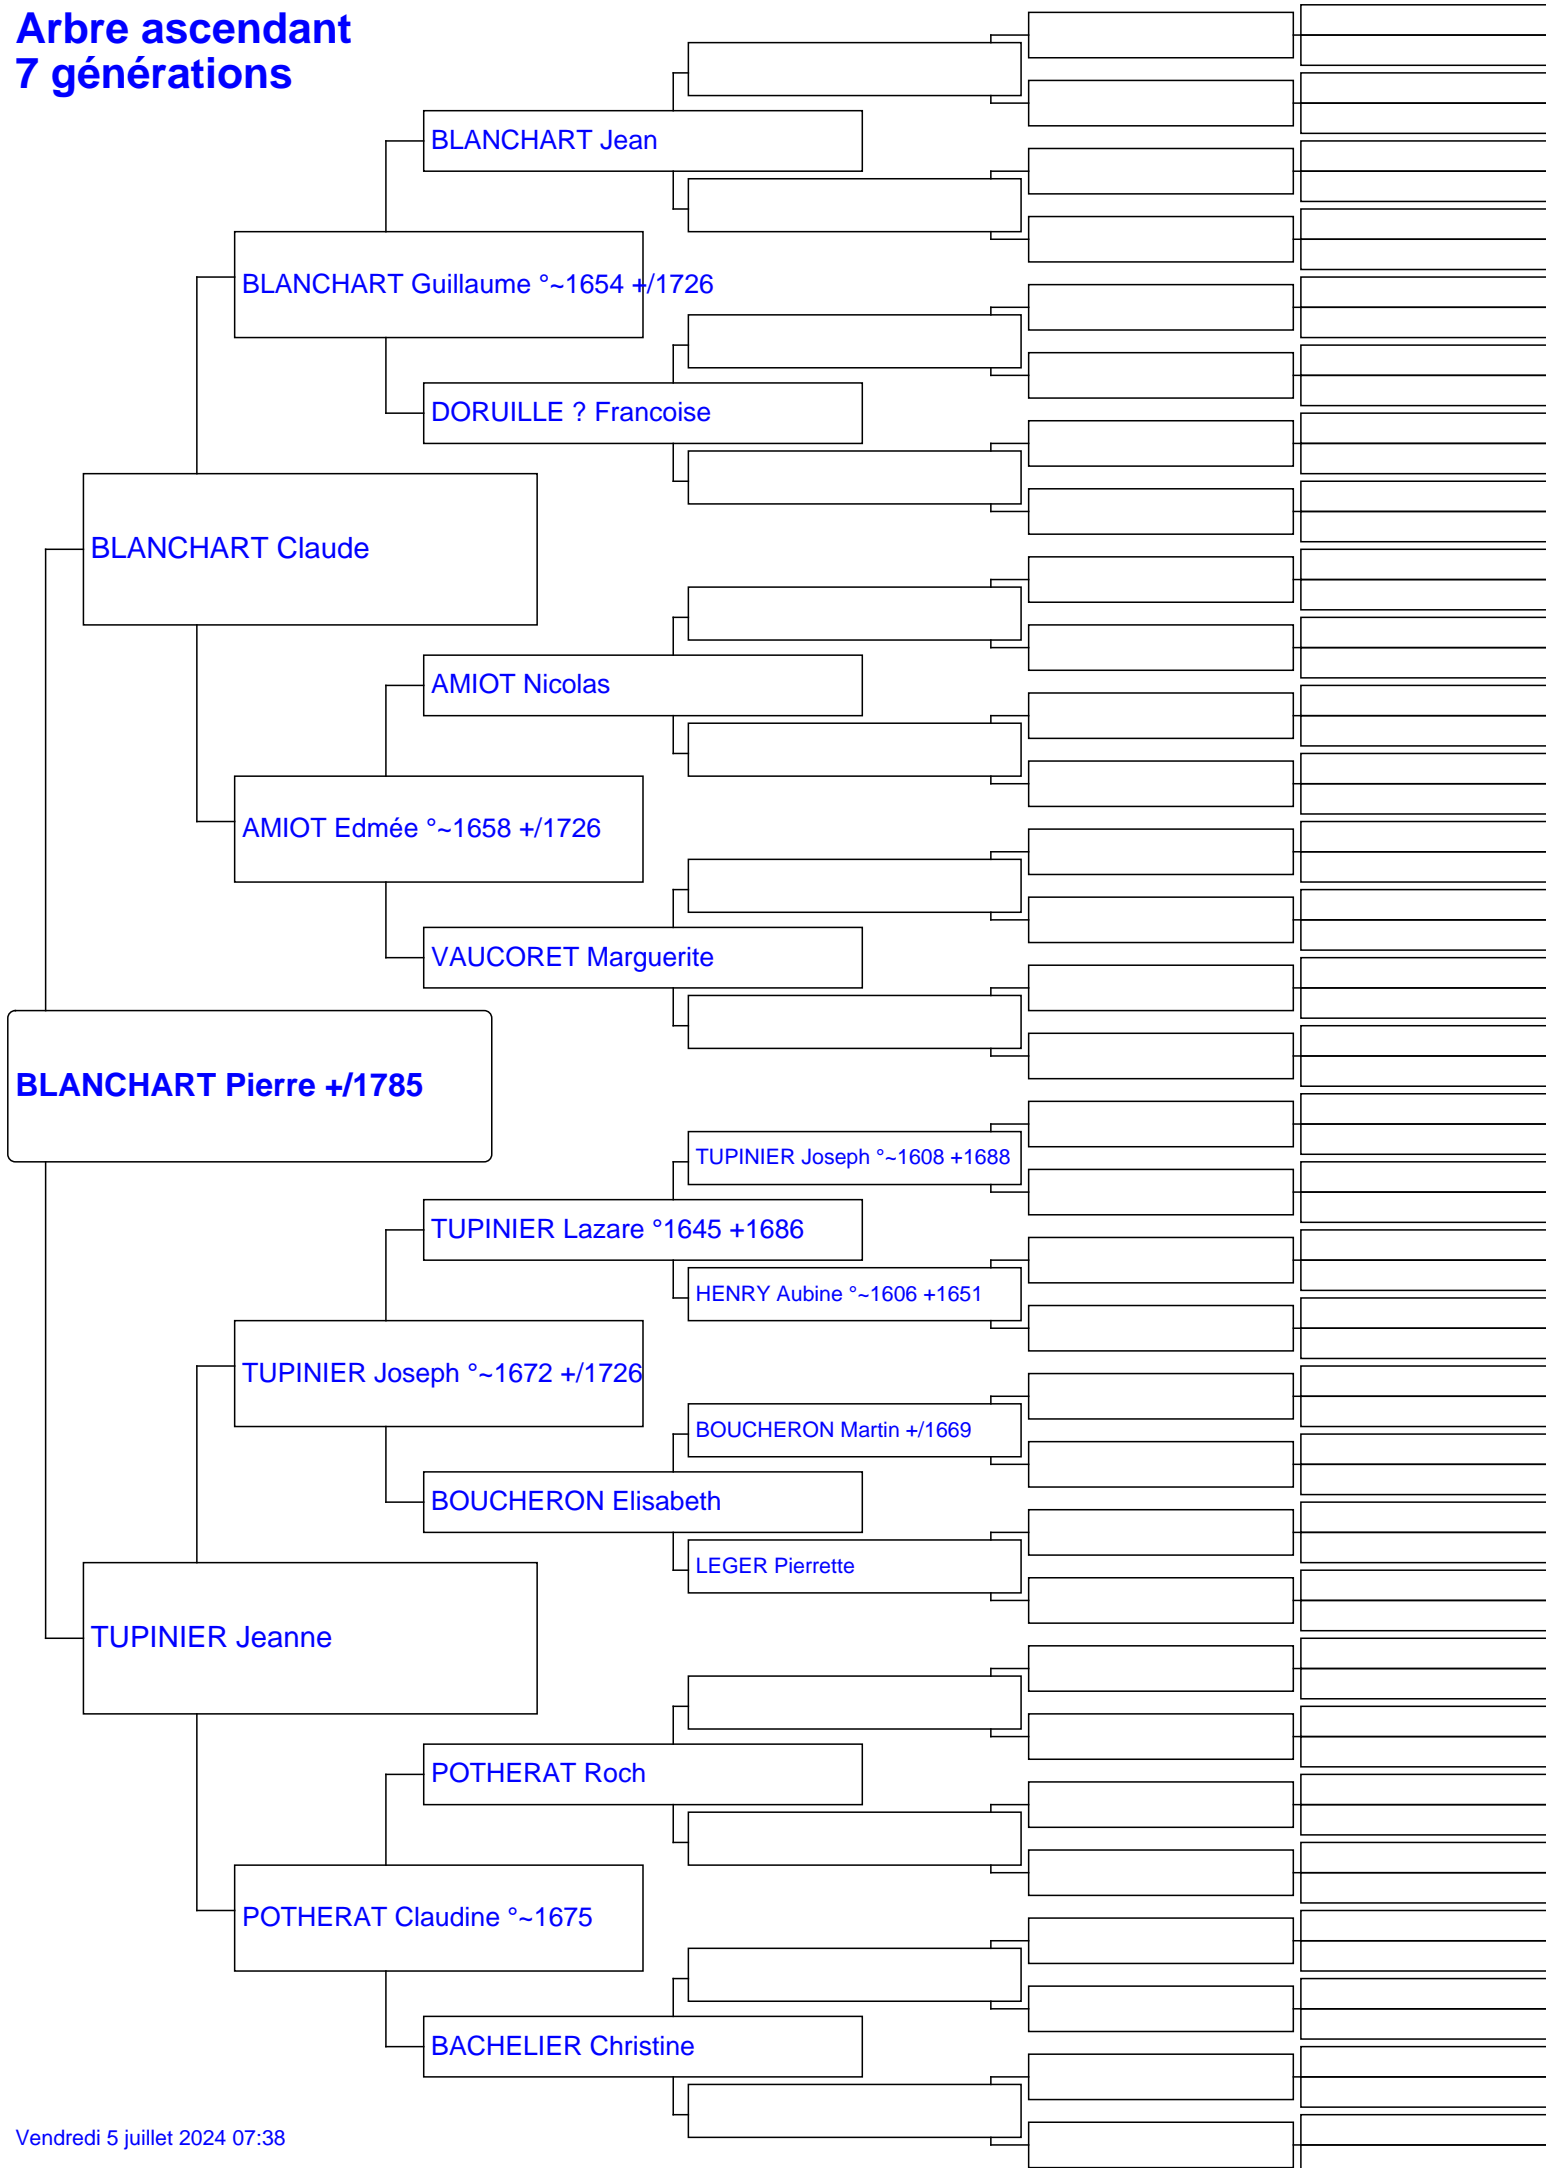 Arbre ascendant
7 générations
BLANCHART Jean
BLANCHART Guillaume °~1654 +/1726
DORUILLE ? Francoise
BLANCHART Claude
AMIOT Nicolas
AMIOT Edmée °~1658 +/1726
VAUCORET Marguerite
BLANCHART Pierre +/1785
TUPINIER Joseph °~1608 +1688
TUPINIER Lazare °1645 +1686
HENRY Aubine °~1606 +1651
TUPINIER Joseph °~1672 +/1726
BOUCHERON Martin +/1669
BOUCHERON Elisabeth
LEGER Pierrette
TUPINIER Jeanne
POTHERAT Roch
POTHERAT Claudine °~1675
BACHELIER Christine
Vendredi 5 juillet 2024 07:38